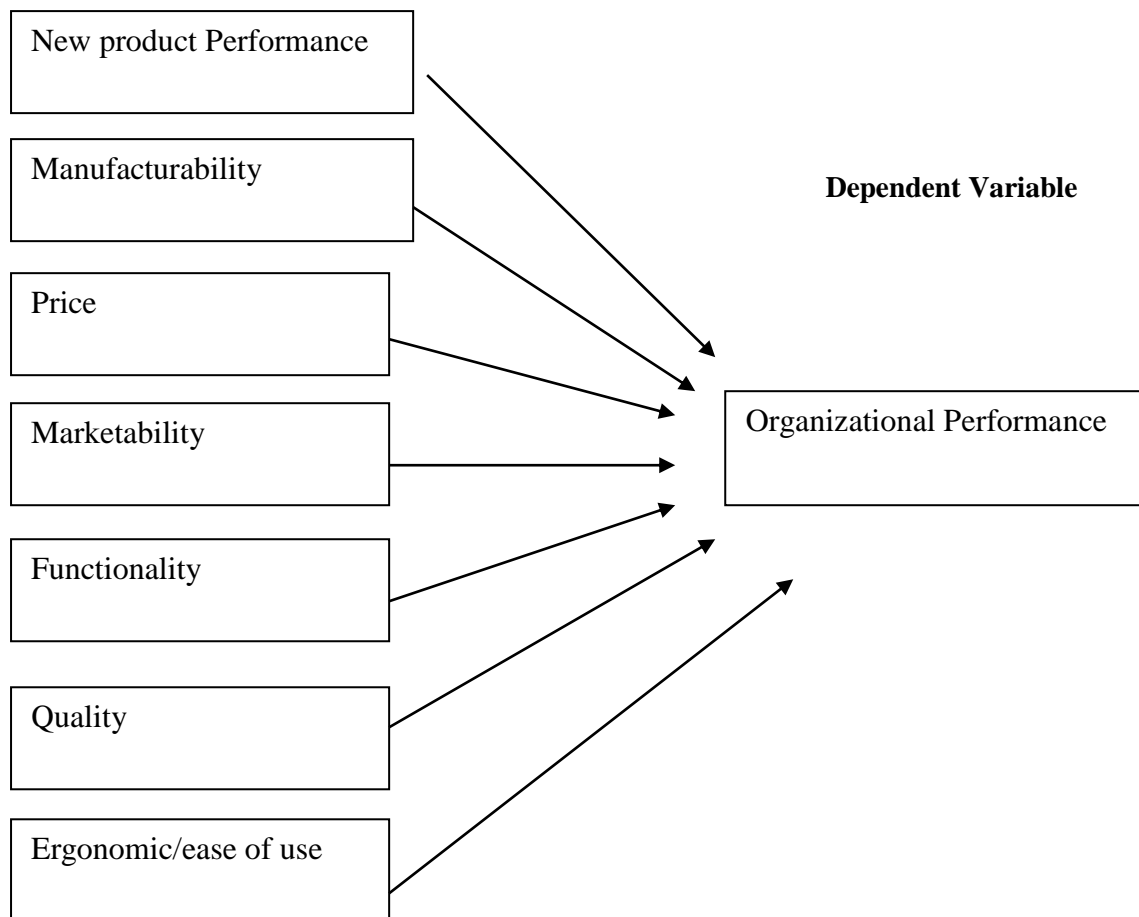 New product Performance
Manufacturability
Dependent Variable
Price
Marketability
Organizational Performance
Functionality
Quality
Ergonomic/ease of use